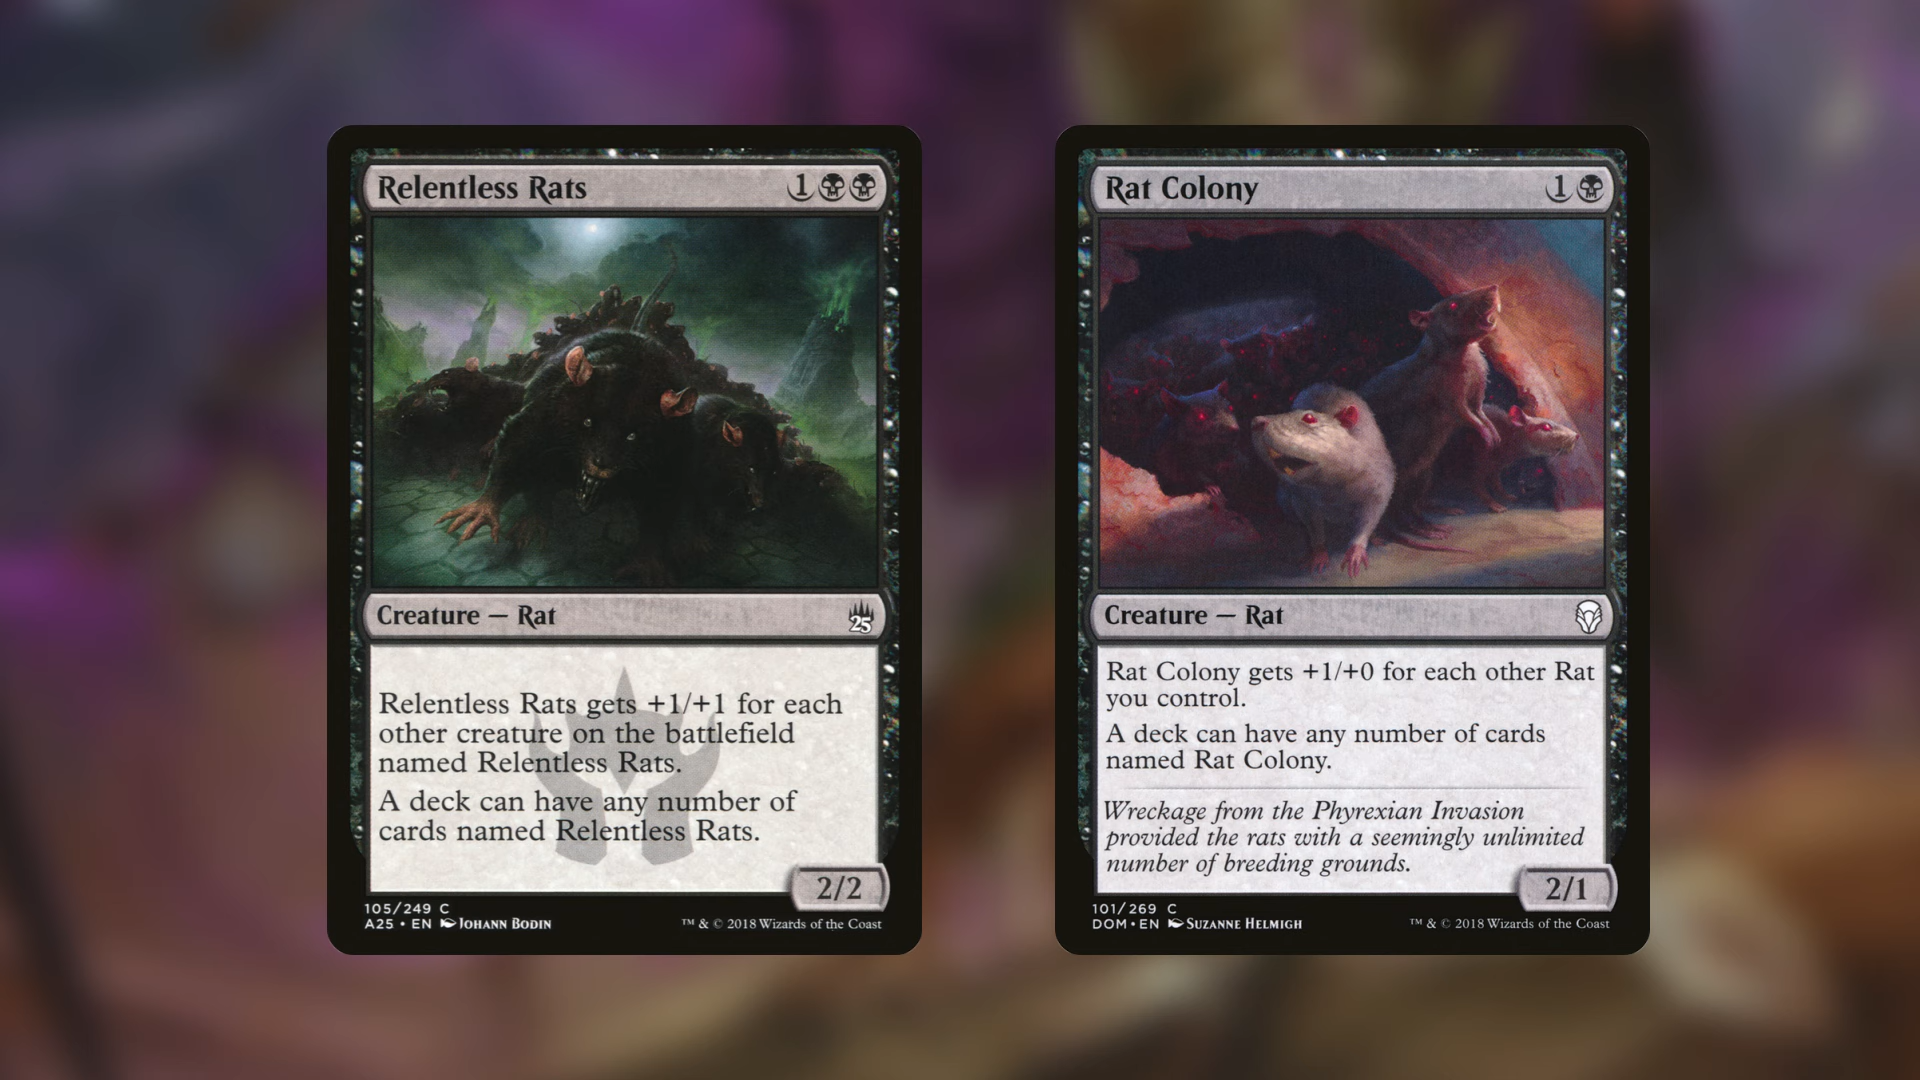 Relentless Rats
1
Creature — Rat
25
Relentless Rats gets +1/+1 for each
other creature on the battlefield
named Relentless Rats.
A deck can have any number of
cards named Relentless Rats.
2/2
105/249 C
A25 • EN Johann Bodin
™ & © 2018 Wizards of the Coast
Rat Colony
1
Creature — Rat
Rat Colony gets +1/+0 for each other Rat
you control.
A deck can have any number of cards
named Rat Colony.
Wreckage from the Phyrexian Invasion
provided the rats with a seemingly unlimited
number of breeding grounds.
2/1
101/269 C
DOM • EN Suzanne Helmigh
™ & © 2018 Wizards of the Coast